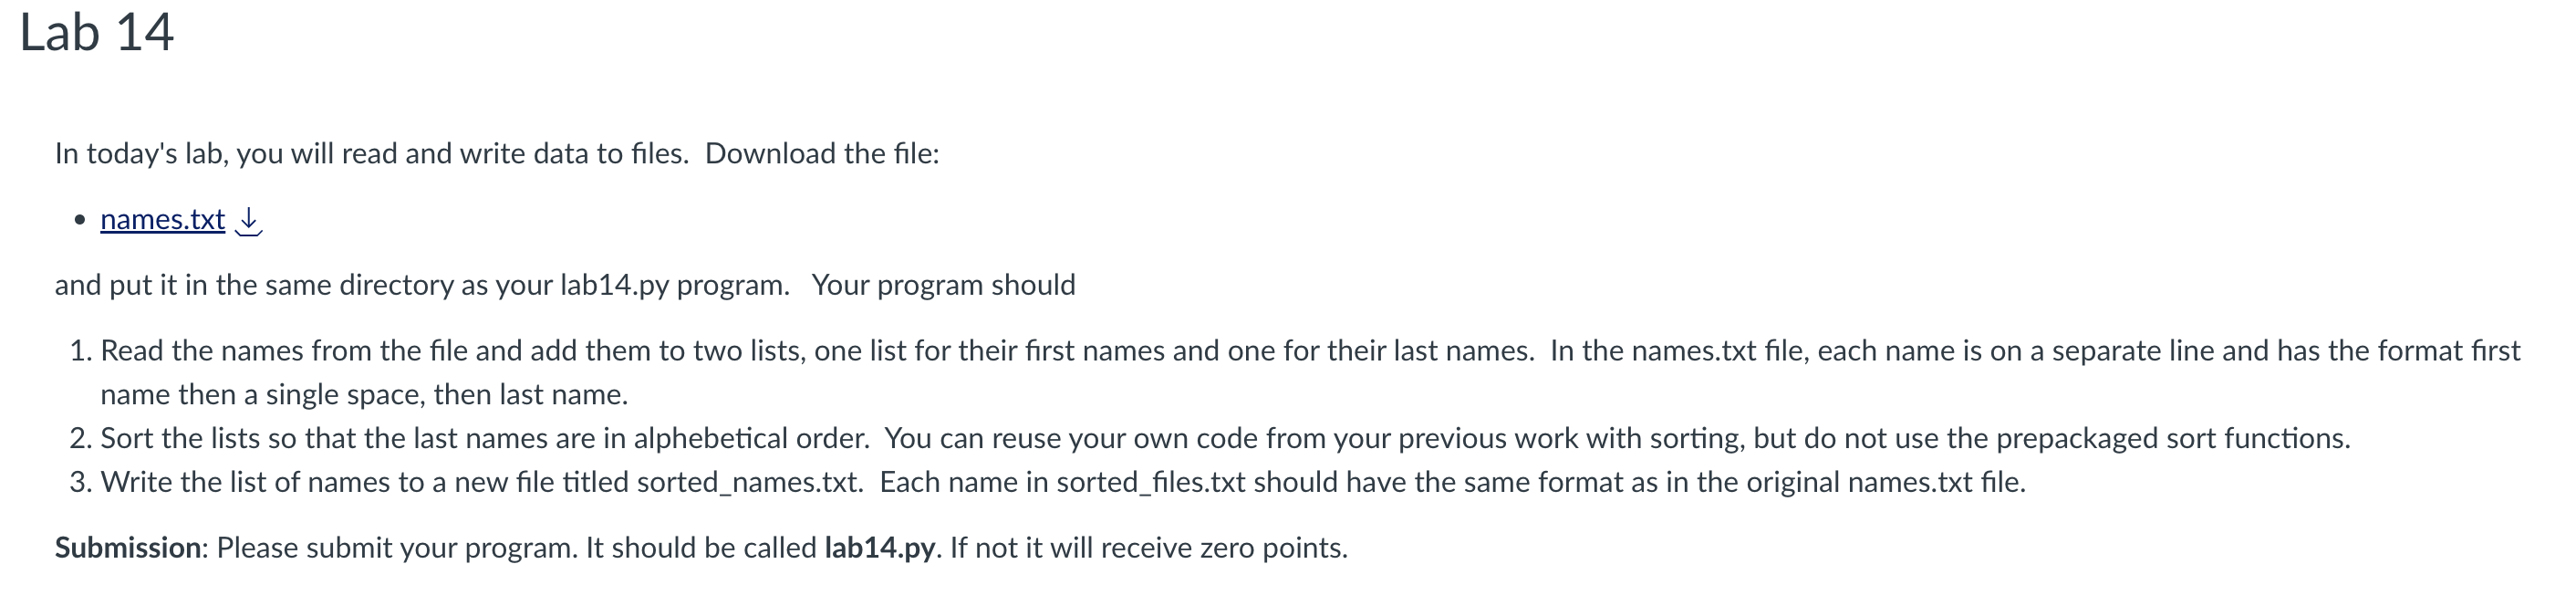 Lab 14
In today's lab, you will read and write data to files.  Download the file:
• names.txt
and put it in the same directory as your lab14.py program.   Your program should
1. Read the names from the file and add them to two lists, one list for their first names and one for their last names.  In the names.txt file, each name is on a separate line and has the format first
name then a single space, then last name.
2. Sort the lists so that the last names are in alphebetical order.  You can reuse your own code from your previous work with sorting, but do not use the prepackaged sort functions.
3. Write the list of names to a new file titled sorted_names.txt.  Each name in sorted_files.txt should have the same format as in the original names.txt file.
Submission: Please submit your program. It should be called lab14.py. If not it will receive zero points.